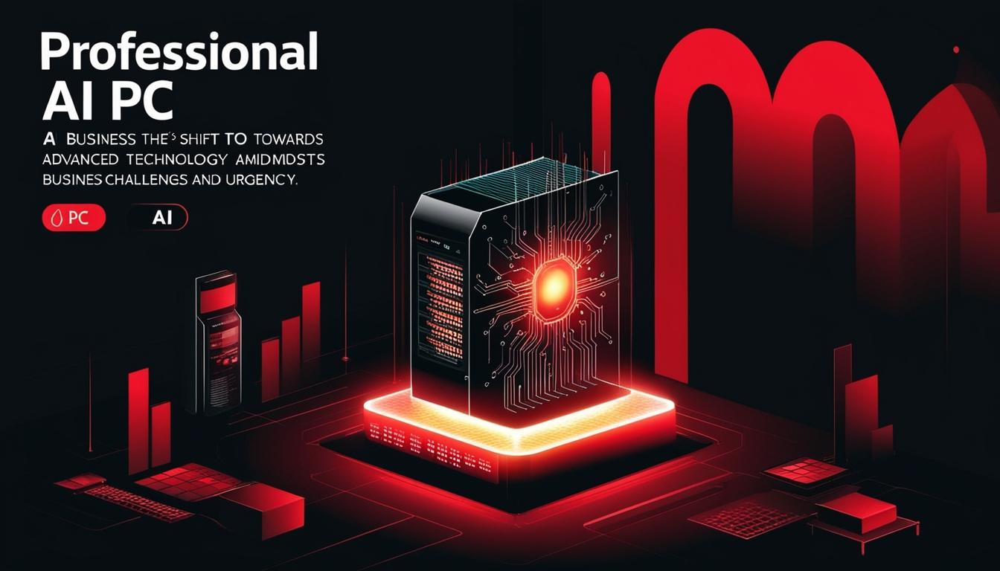 Professional
AI PC
A BUSINESS THE's SHIFT TO TOWARDS
ADVANCED TECHNOLOGY AMIDMDSTS
BUSINES CHALLENGS AND URGENCY.
PC
AI